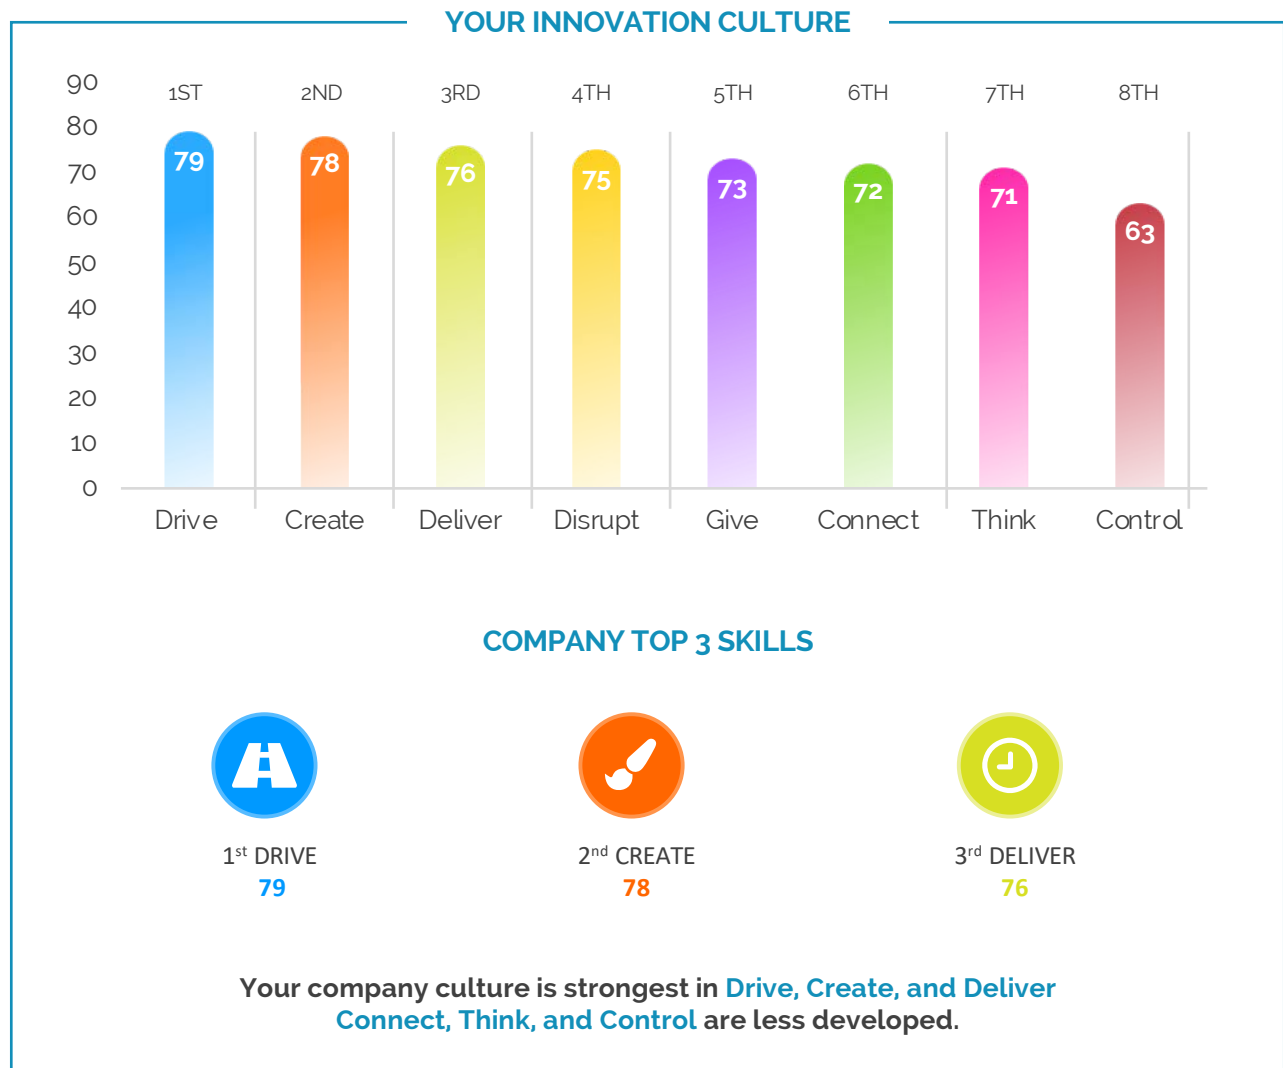 YOUR INNOVATION CULTURE
90
80
70
60
50
40
30
20
10
0
1ST 2ND 3RD 4TH 5TH 6TH 7TH 8TH
79 78 76 75 73 72 71 63
Drive Create Deliver Disrupt Give Connect Think Control
COMPANY TOP 3 SKILLS
1st DRIVE 2nd CREATE 3rd DELIVER
79 78 76
Your company culture is strongest in Drive, Create, and Deliver
Connect, Think, and Control are less developed.